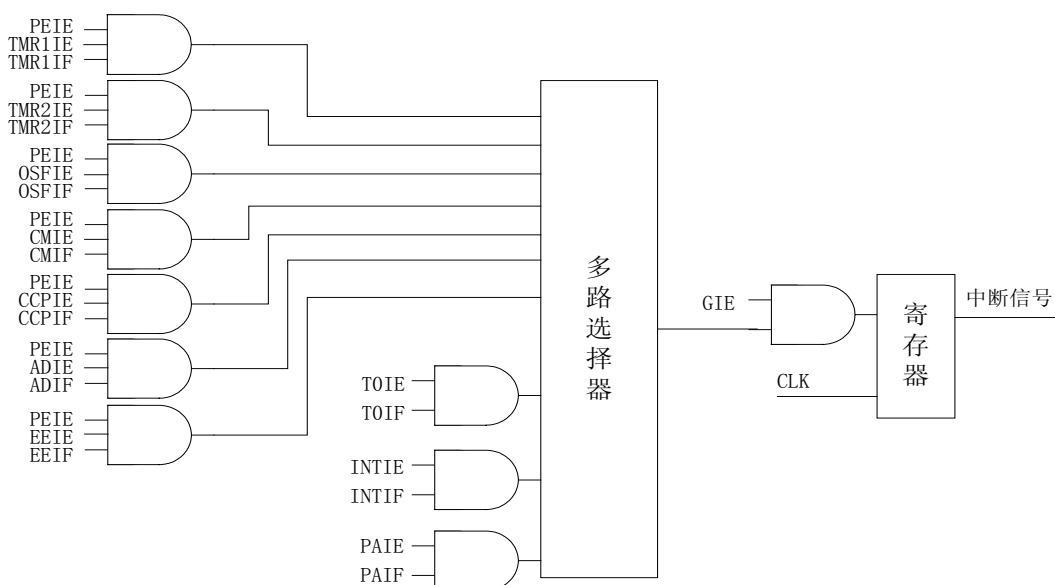 PEIE
TMR1IE
TMR1IF
PEIE
TMR2IE
TMR2IF
PEIE
OSFIE
OSFIF
PEIE
CMIE
CMIF
PEIE
CCPIE
CCPIF
PEIE
ADIE
ADIF
PEIE
EEIE
EEIF
TOIE
TOIF
INTIE
INTIF
PAIE
PAIF
多路选择器
GIE
CLK
寄存器
中断信号